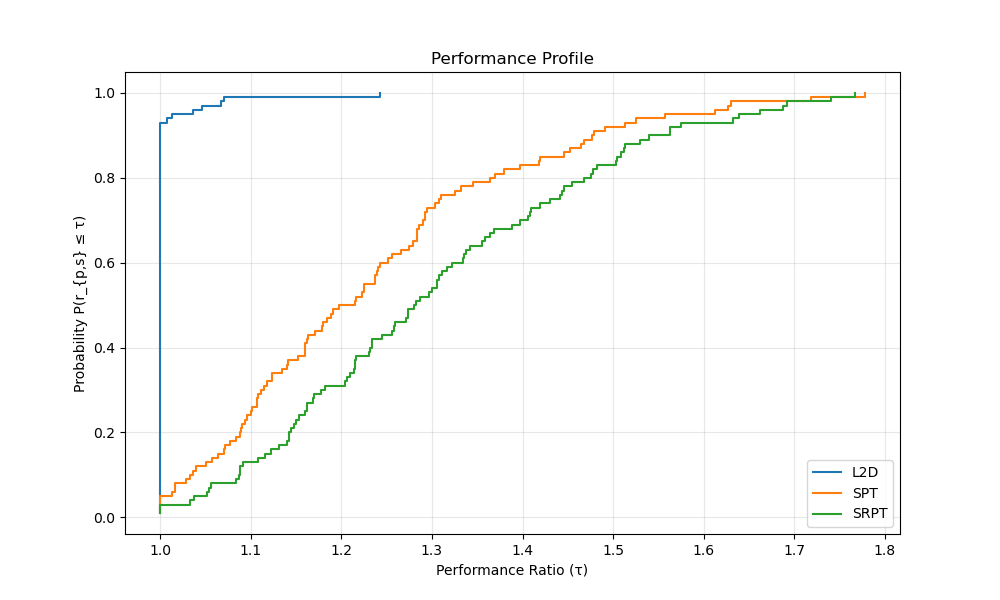 Performance Profile
Probability P(r_{p,s} ≤ τ)
1.0
0.8
0.6
0.4
0.2
0.0
1.0 1.1 1.2 1.3 1.4 1.5 1.6 1.7 1.8
Performance Ratio (τ)
L2D
SPT
SRPT